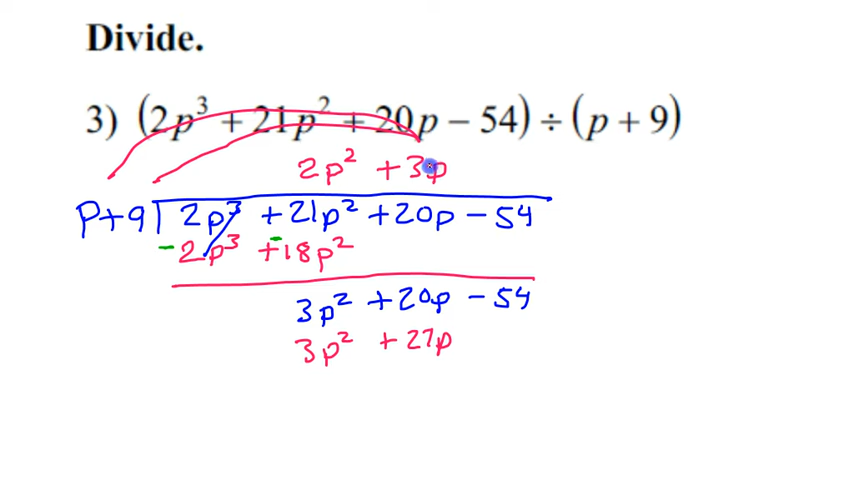 Divide.
3) (2p³ + 21p² + 20p − 54) ÷ (p + 9)
2p² + 3p
p+9 2p³ + 21p² + 20p − 54
- 2p³ +- 18p²
3p² + 20p − 54
3p² + 27p